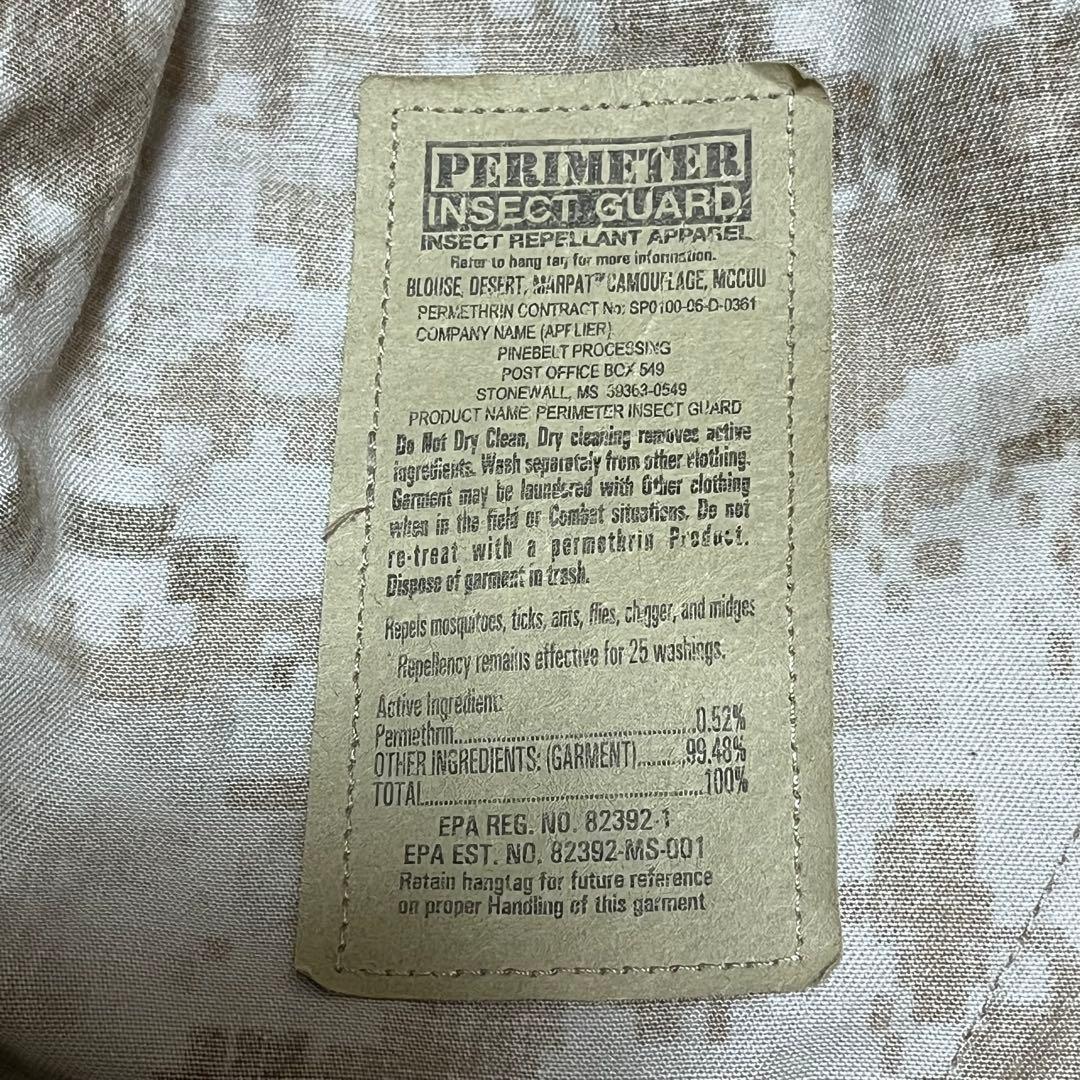 PERIMETER
INSECT GUARD
INSECT REPELLANT APPAREL
Refer to hang tag for more information.
BLOUSE, DESERT, MARPAT™ CAMOUFLAGE, MCCUU
PERMETHRIN CONTRACT No: SP0100-06-D-0361
COMPANY NAME (APPLIER)
PINEBELT PROCESSING
POST OFFICE BOX 549
STONEWALL, MS 39363-0549
PRODUCT NAME: PERIMETER INSECT GUARD
Do Not Dry Clean, Dry cleaning removes active
ingredients. Wash separately from other clothing.
Garment may be laundered with Other clothing
when in the field or Combat situations. Do not
re-treat with a permethrin Product.
Dispose of garment in trash.
Repels mosquitoes, ticks, ants, flies, chigger, and midges
Repellency remains effective for 25 washings.
Active Ingredient:
Permethrin..........0.52%
OTHER INGREDIENTS: (GARMENT)..........99.48%
TOTAL..........100%
EPA REG. NO. 82392-1
EPA EST. NO. 82392-MS-001
Retain hangtag for future reference
on proper Handling of this garment